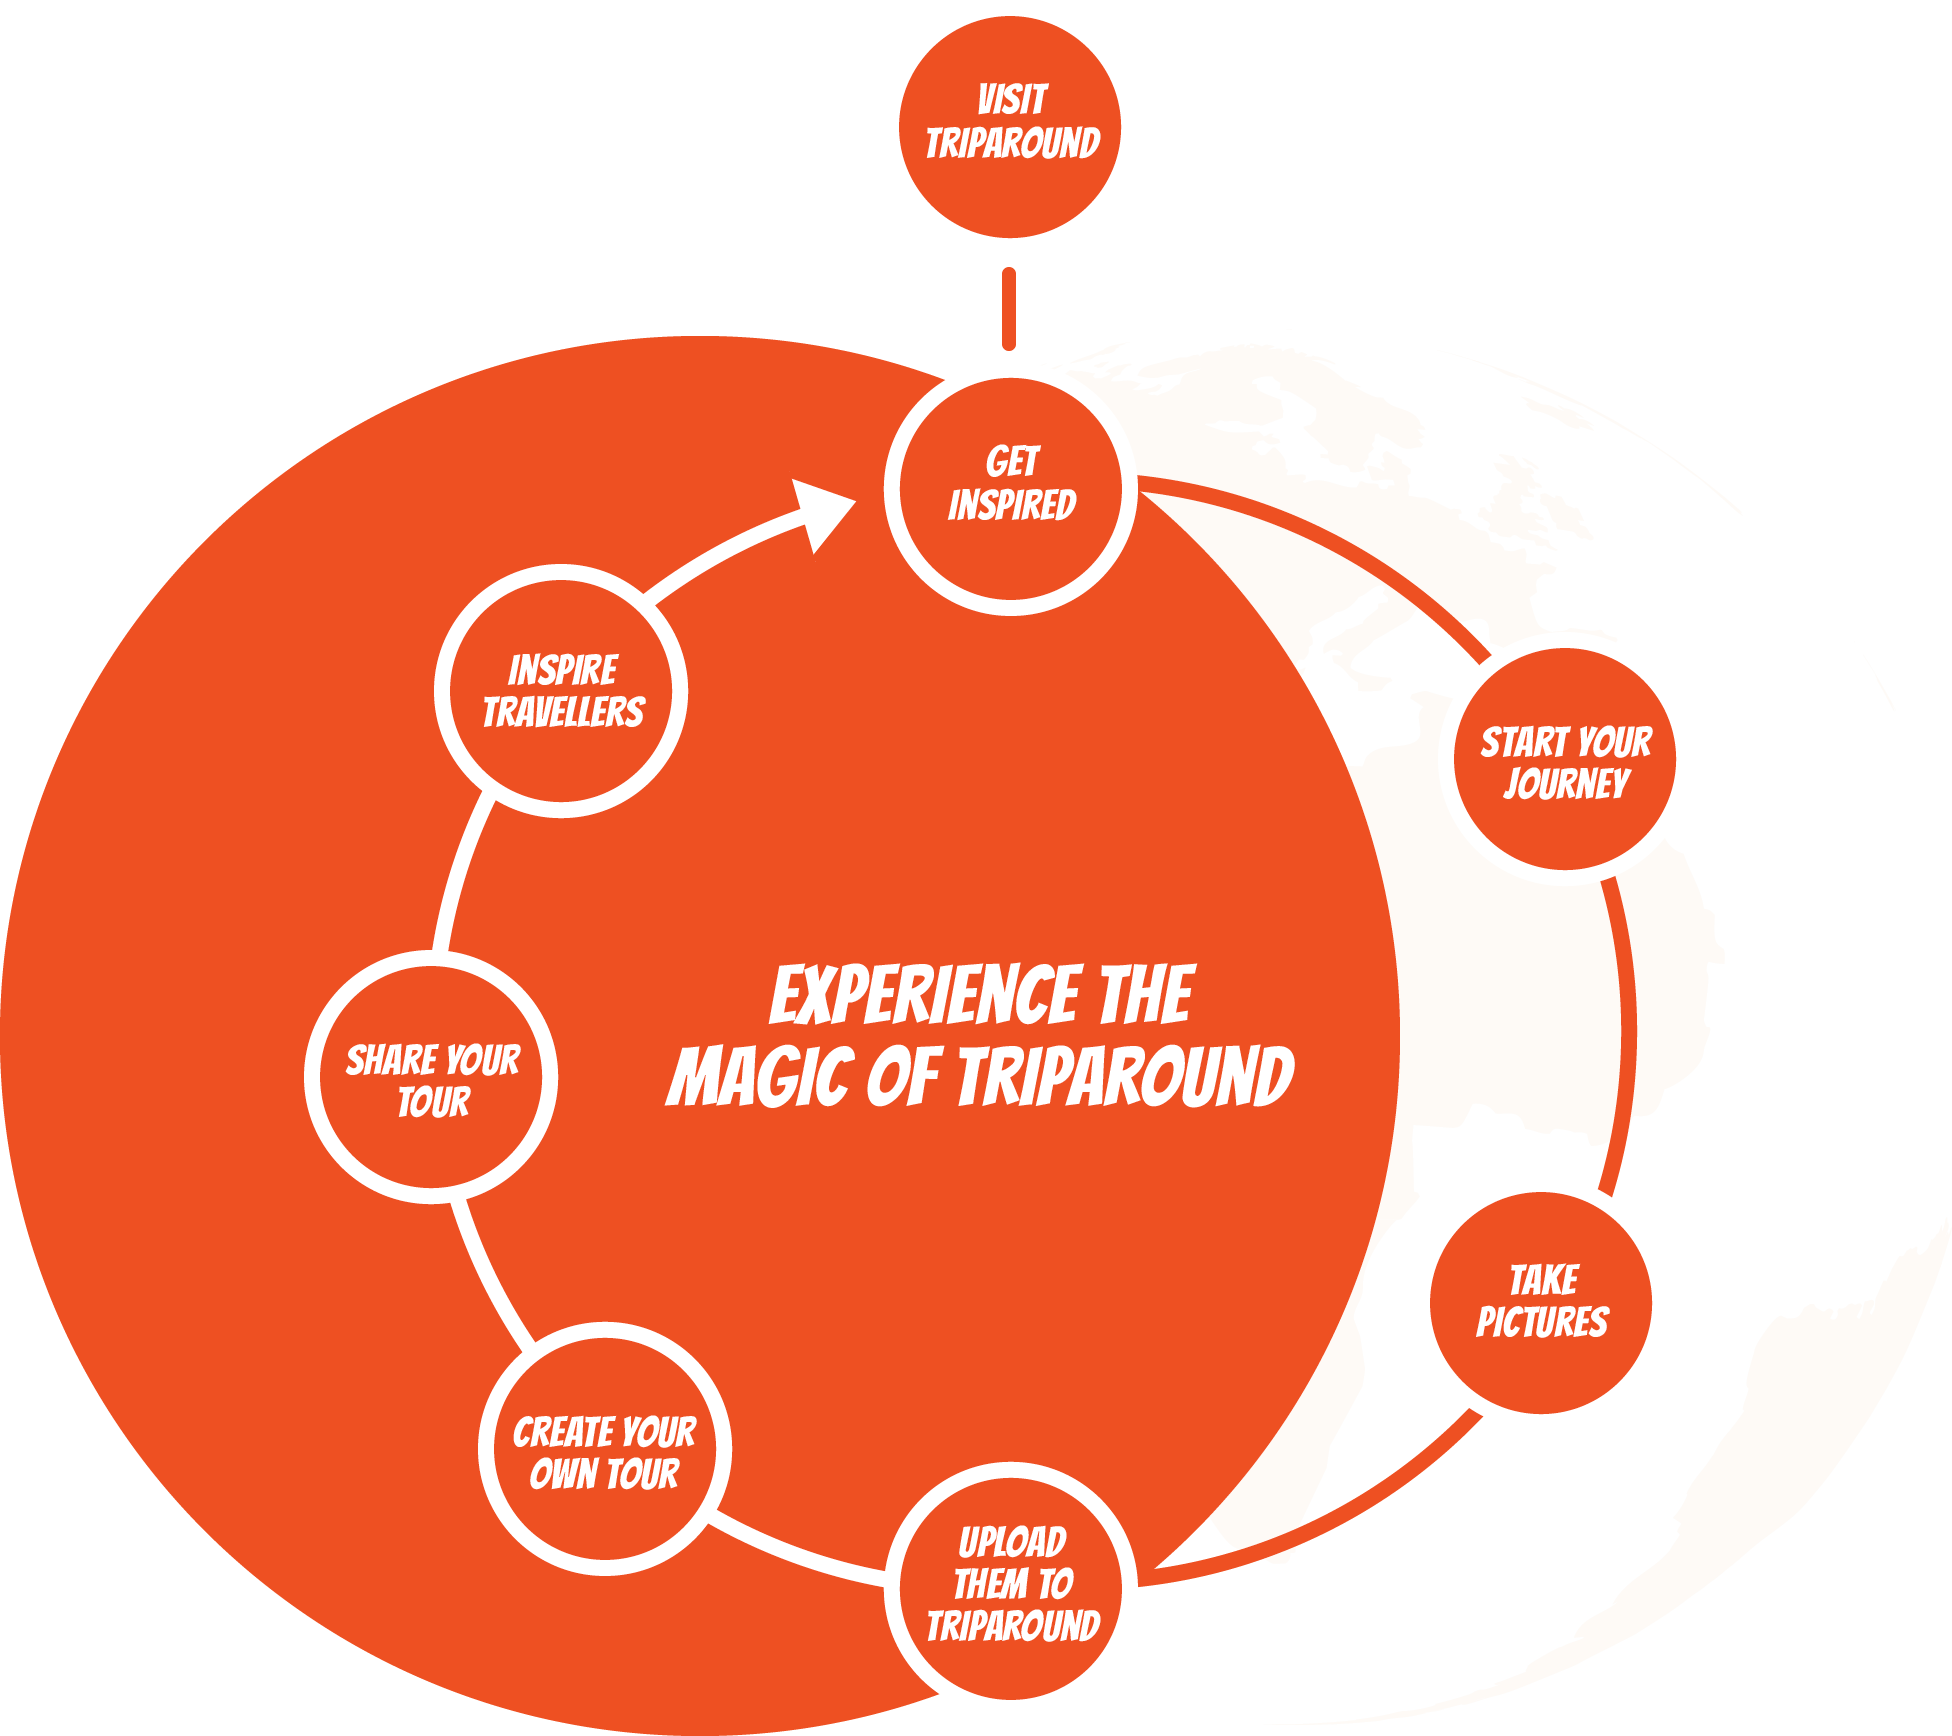 VISIT
TRIPAROUND
GET
INSPIRED
START YOUR
JOURNEY
TAKE
PICTURES
UPLOAD
THEM TO
TRIPAROUND
CREATE YOUR
OWN TOUR
SHARE YOUR
TOUR
INSPIRE
TRAVELLERS
EXPERIENCE THE
MAGIC OF TRIPAROUND